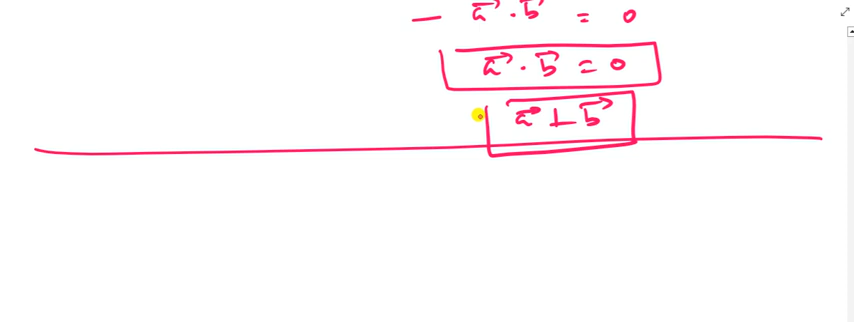 — a⃗ · b⃗ = 0
a⃗ · b⃗ = 0
a⃗ ⊥ b⃗